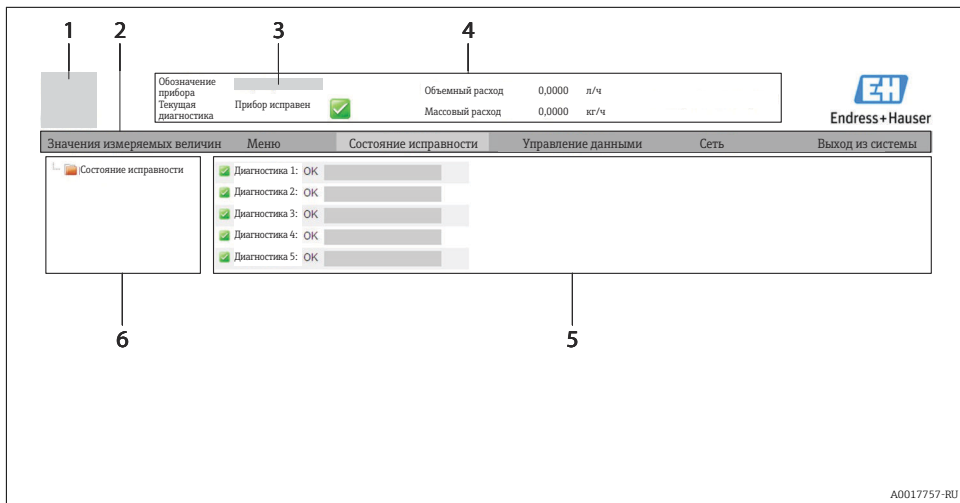 1 2 3 4
Обозначение прибора
Объемный расход 0,0000 л/ч
Текущая диагностика
Прибор исправен
Массовый расход 0,0000 кг/ч
EH
Endress+Hauser
Значения измеряемых величин Меню Состояние исправности Управление данными Сеть Выход из системы
Состояние исправности
Диагностика 1: OK
Диагностика 2: OK
Диагностика 3: OK
Диагностика 4: OK
Диагностика 5: OK
6 5
A0017757-RU